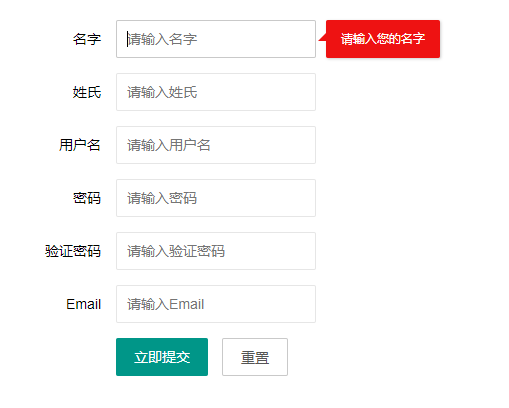 名字 请输入名字 请输入您的名字
姓氏 请输入姓氏
用户名 请输入用户名
密码 请输入密码
验证密码 请输入验证密码
Email 请输入Email
立即提交 重置